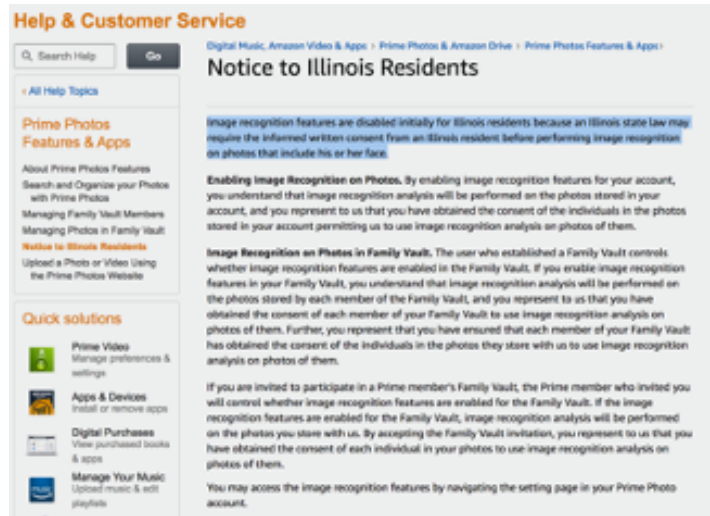 Help & Customer Service
Search Help
Go
‹ All Help Topics
Prime Photos
Features & Apps
About Prime Photos Features
Search and Organize your Photos
with Prime Photos
Managing Family Vault Members
Managing Photos in Family Vault
Notice to Illinois Residents
Upload a Photo or Video Using
the Prime Photos Website
Quick solutions
Prime Video
Manage preferences &
settings
Apps & Devices
Install or remove apps
Digital Purchases
View purchased books
& apps
Manage Your Music
Upload music & edit
playlists
Digital Music, Amazon Video & Apps › Prime Photos & Amazon Drive › Prime Photos Features & Apps›
Notice to Illinois Residents
Image recognition features are disabled initially for Illinois residents because an Illinois state law may
require the informed written consent from an Illinois resident before performing image recognition
on photos that include his or her face.
Enabling Image Recognition on Photos. By enabling image recognition features for your account,
you understand that image recognition analysis will be performed on the photos stored in your
account, and you represent to us that you have obtained the consent of the individuals in the photos
stored in your account permitting us to use image recognition analysis on photos of them.
Image Recognition on Photos in Family Vault. The user who established a Family Vault controls
whether image recognition features are enabled in the Family Vault. If you enable image recognition
features in your Family Vault, you understand that image recognition analysis will be performed on
the photos stored by each member of the Family Vault, and you represent to us that you have
obtained the consent of each member of your Family Vault to use image recognition analysis on
photos of them. Further, you represent that you have ensured that each member of your Family Vault
has obtained the consent of the individuals in the photos they store with us to use image recognition
analysis on photos of them.
If you are invited to participate in a Prime member's Family Vault, the Prime member who invited you
will control whether image recognition features are enabled for the Family Vault. If the image
recognition features are enabled for the Family Vault, image recognition analysis will be performed
on the photos you store with us. By accepting the Family Vault invitation, you represent to us that you
have obtained the consent of each individual in your photos to use image recognition analysis on
photos of them.
You may access the image recognition features by navigating the setting page in your Prime Photo
account.